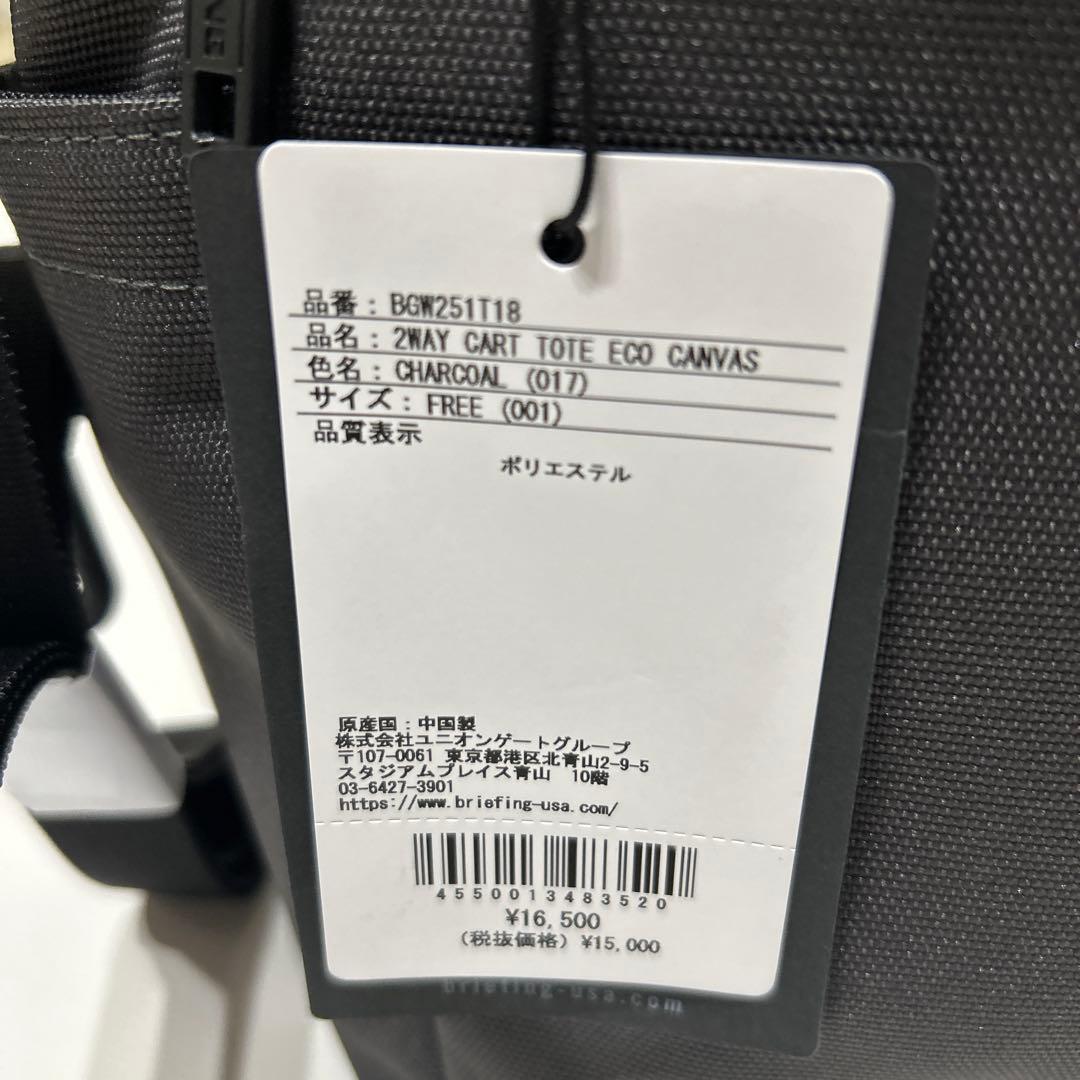 品番：BGW251T18
品名：2WAY CART TOTE ECO CANVAS
色名：CHARCOAL (017)
サイズ：FREE (001)
品質表示
ポリエステル
原産国：中国製
株式会社ユニオンゲートグループ
〒107-0061 東京都港区北青山2-9-5
スタジアムプレイス青山　10階
03-6427-3901
https://www.briefing-usa.com/
4550013483520
¥16,500
（税抜価格）¥15,000
briefing-usa.com